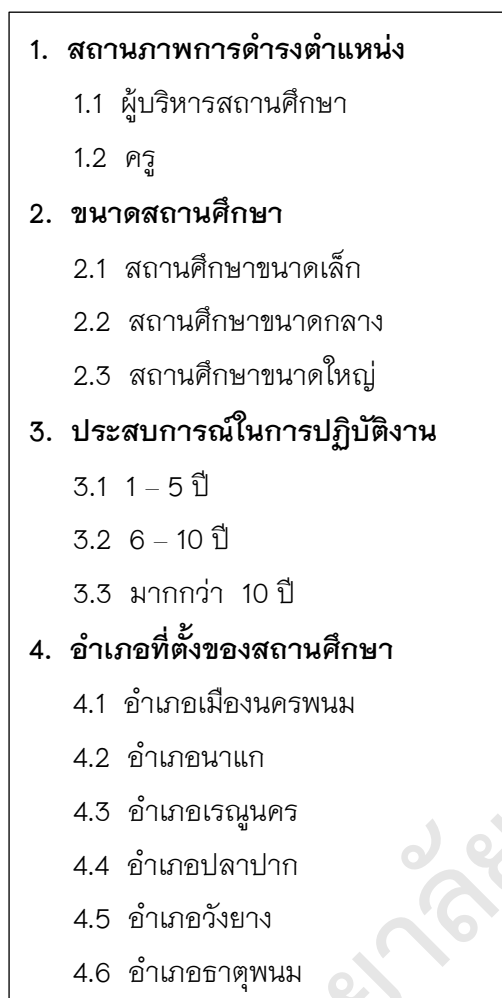 1. สถานภาพการดำรงตำแหน่ง
1.1 ผู้บริหารสถานศึกษา
1.2 ครู
2. ขนาดสถานศึกษา
2.1 สถานศึกษาขนาดเล็ก
2.2 สถานศึกษาขนาดกลาง
2.3 สถานศึกษาขนาดใหญ่
3. ประสบการณ์ในการปฏิบัติงาน
3.1 1 – 5 ปี
3.2 6 – 10 ปี
3.3 มากกว่า 10 ปี
4. อำเภอที่ตั้งของสถานศึกษา
4.1 อำเภอเมืองนครพนม
4.2 อำเภอนาแก
4.3 อำเภอเรณูนคร
4.4 อำเภอปลาปาก
4.5 อำเภอวังยาง
4.6 อำเภอธาตุพนม